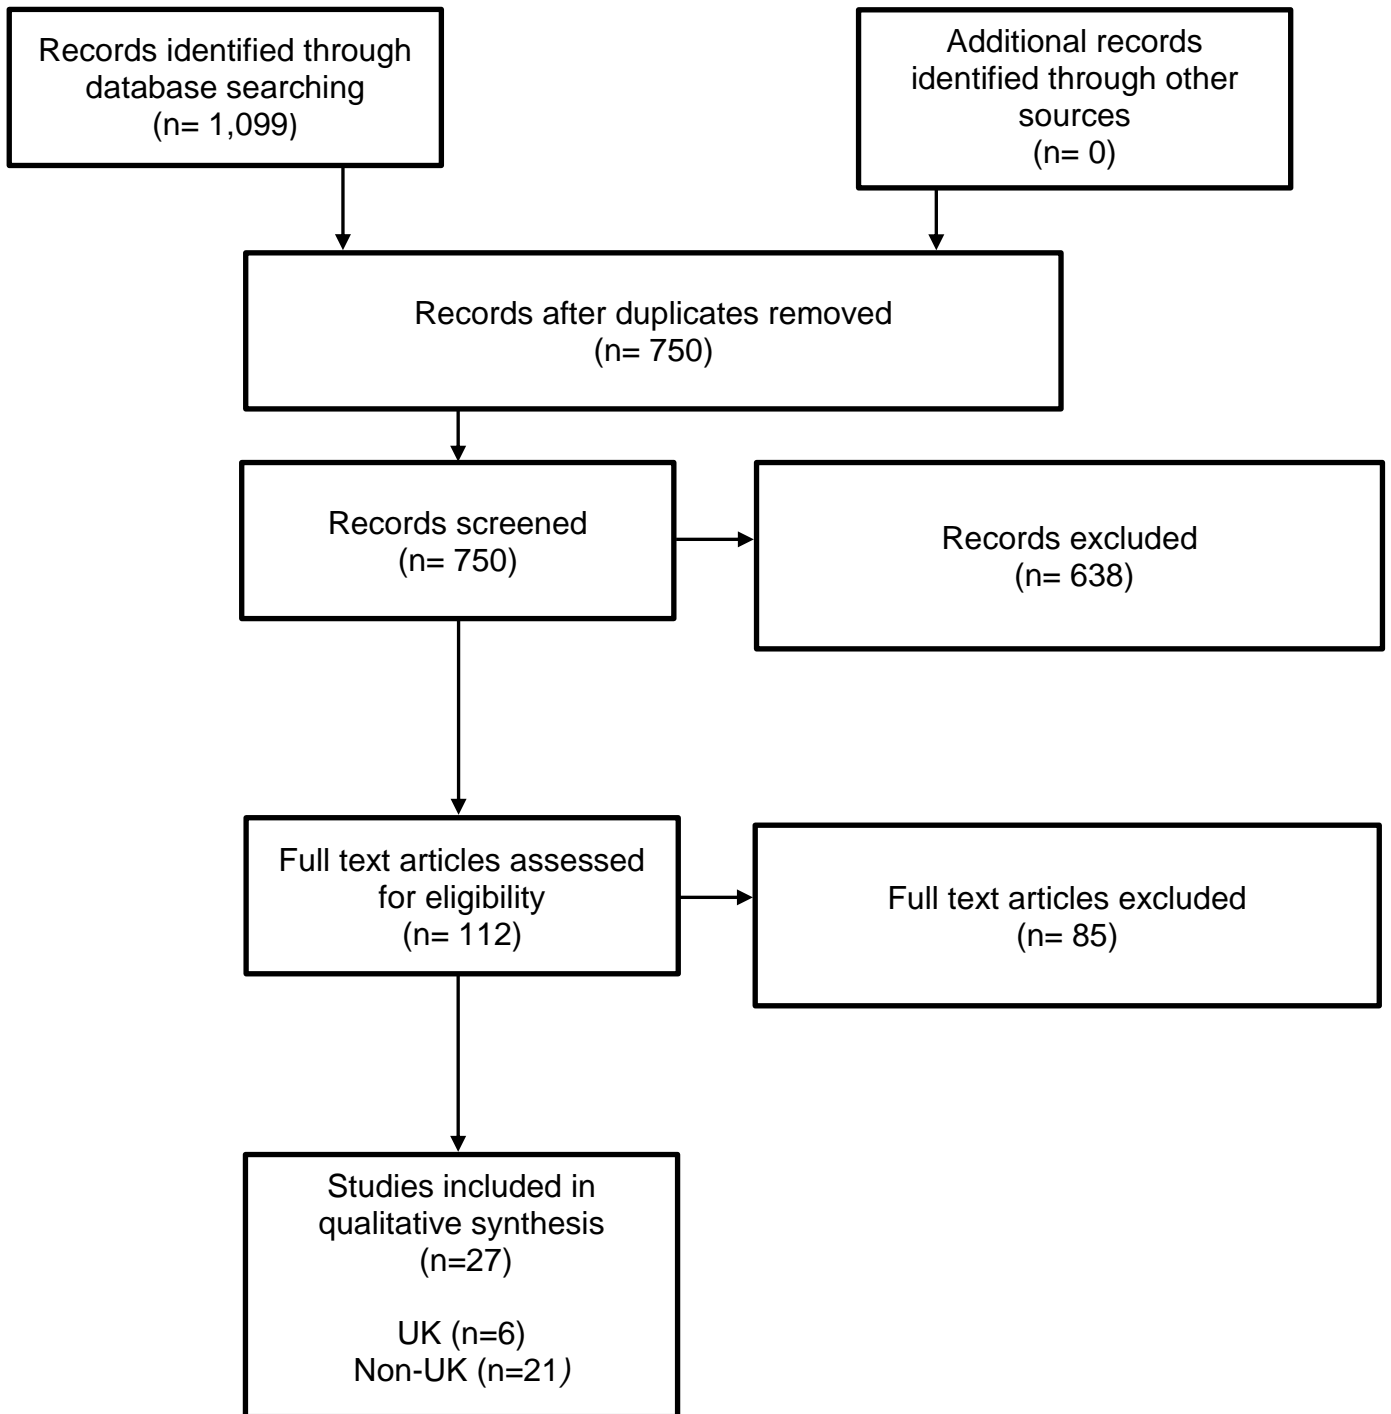 Records identified through
database searching
(n= 1,099)
Additional records
identified through other
sources
(n= 0)
Records after duplicates removed
(n= 750)
Records screened
(n= 750)
Records excluded
(n= 638)
Full text articles assessed
for eligibility
(n= 112)
Full text articles excluded
(n= 85)
Studies included in
qualitative synthesis
(n=27)
UK (n=6)
Non-UK (n=21)